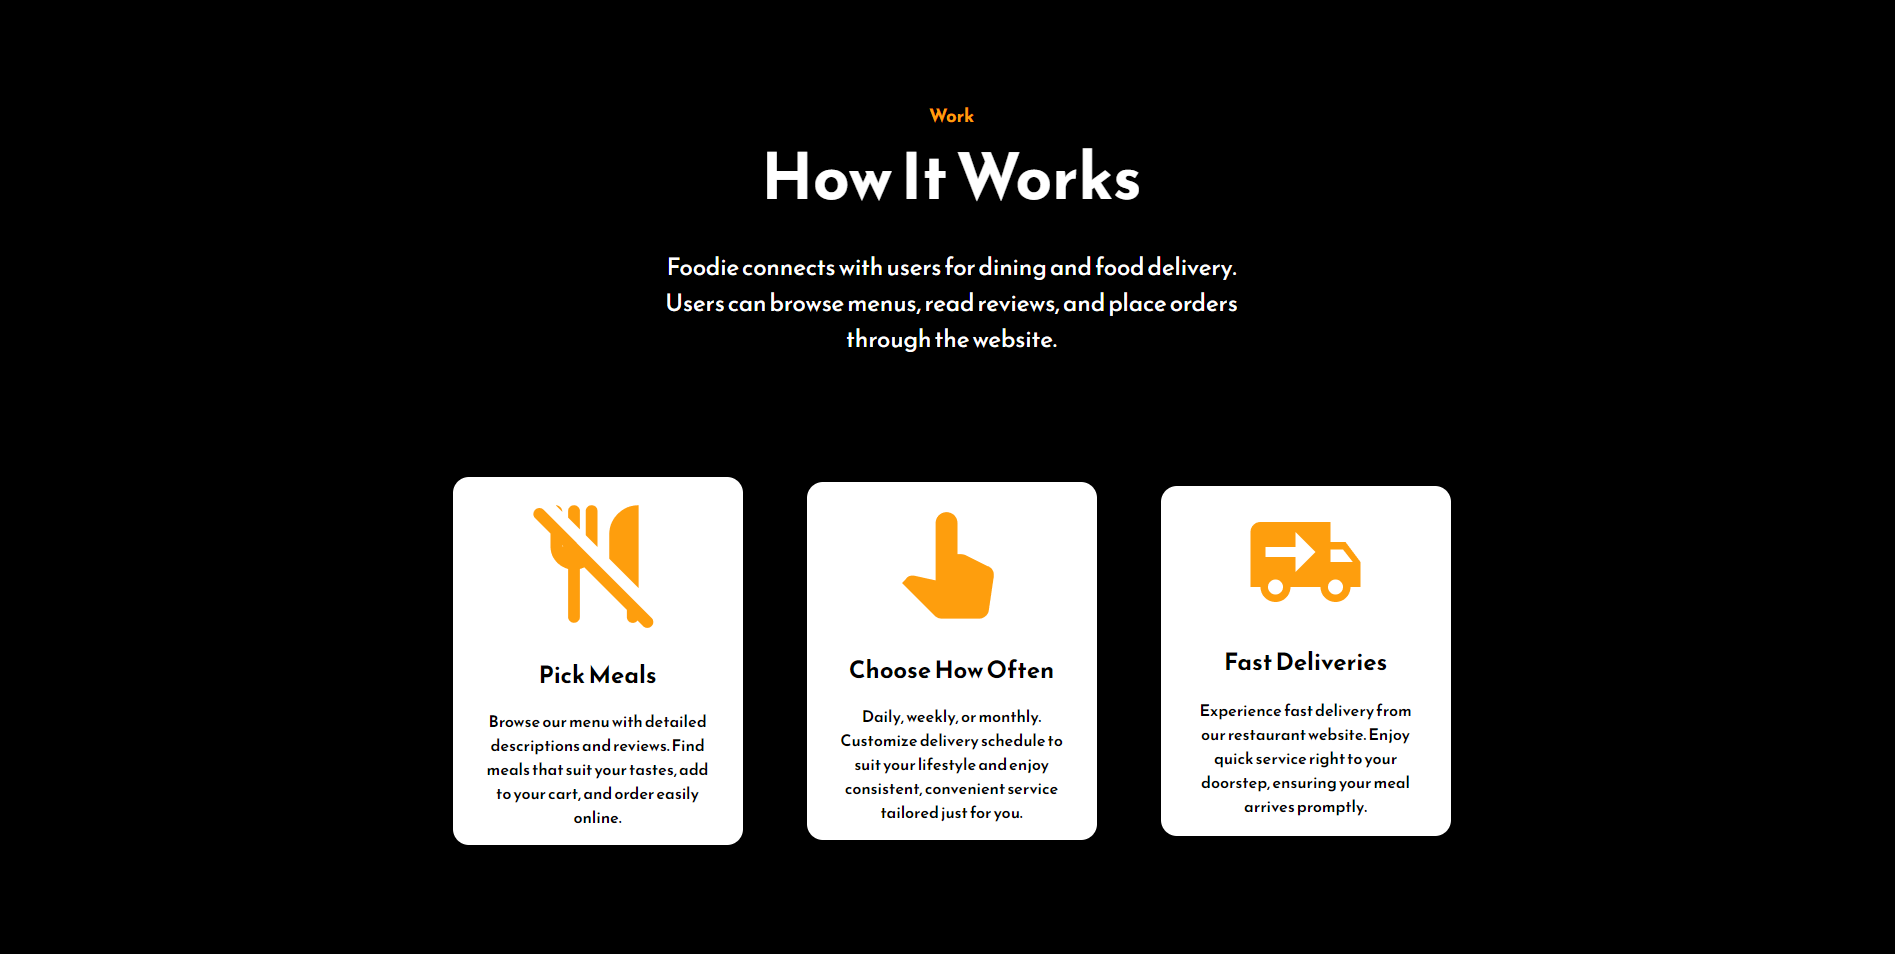 Work
How It Works
Foodie connects with users for dining and food delivery.
Users can browse menus, read reviews, and place orders
through the website.
Pick Meals
Browse our menu with detailed
descriptions and reviews. Find
meals that suit your tastes, add
to your cart, and order easily
online.
Choose How Often
Daily, weekly, or monthly.
Customize delivery schedule to
suit your lifestyle and enjoy
consistent, convenient service
tailored just for you.
Fast Deliveries
Experience fast delivery from
our restaurant website. Enjoy
quick service right to your
doorstep, ensuring your meal
arrives promptly.